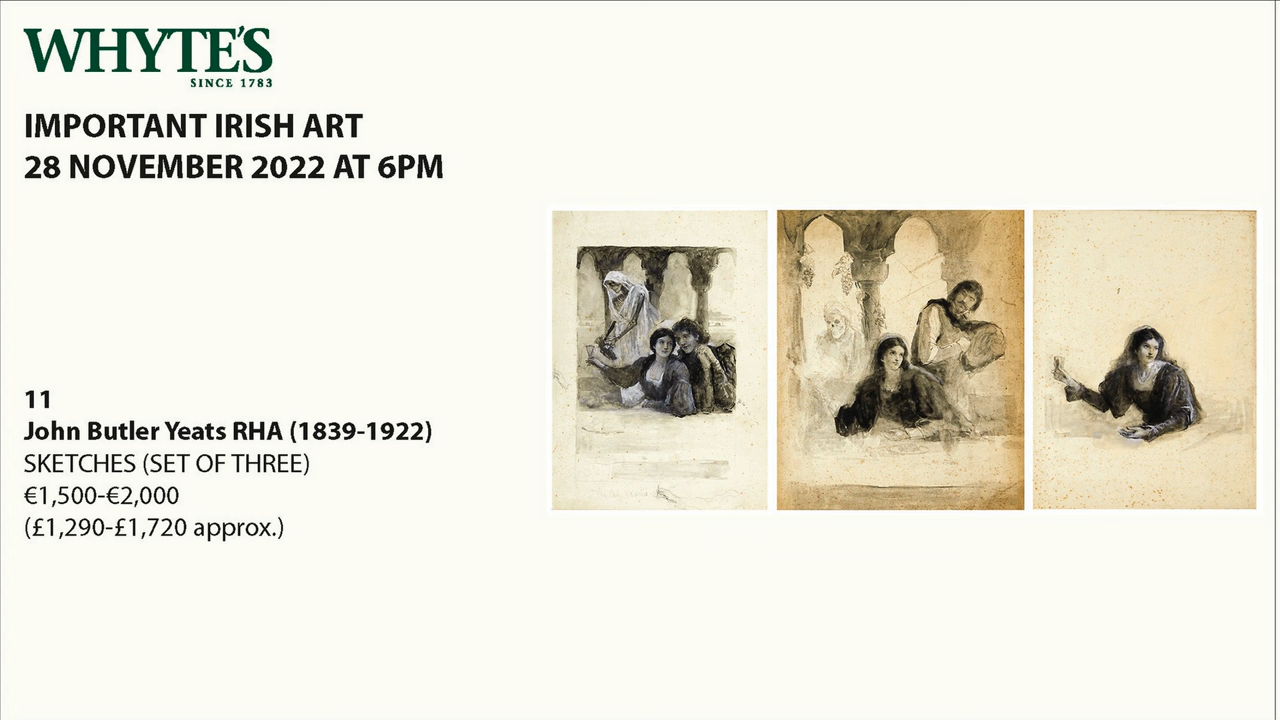 WHYTE'S
SINCE 1783
IMPORTANT IRISH ART
28 NOVEMBER 2022 AT 6PM
11
John Butler Yeats RHA (1839-1922)
SKETCHES (SET OF THREE)
€1,500-€2,000
(£1,290-£1,720 approx.)